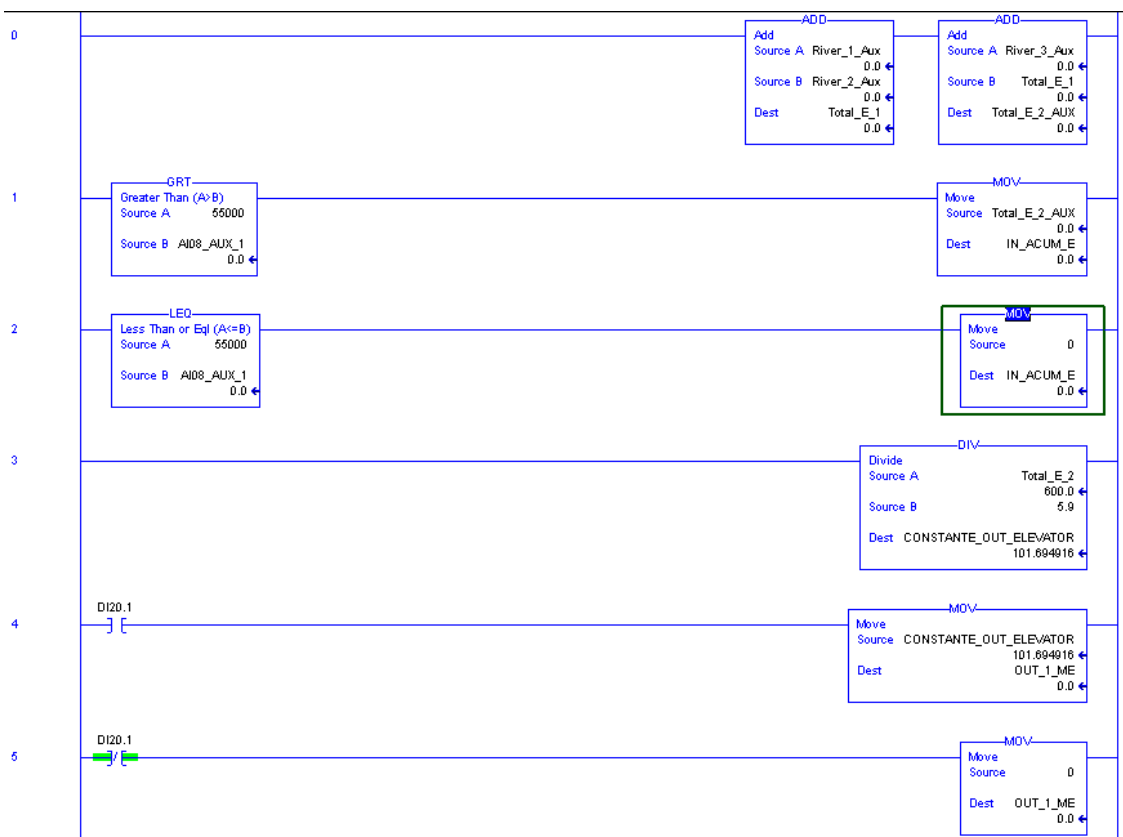 0
ADD
Add
Source A River_1_Aux
0.0
Source B River_2_Aux
0.0
Dest Total_E_1
0.0
ADD
Add
Source A River_3_Aux
0.0
Source B Total_E_1
0.0
Dest Total_E_2_AUX
0.0
1
GRT
Greater Than (A>B)
Source A 55000
Source B AI08_AUX_1
0.0
MOV
Move
Source Total_E_2_AUX
0.0
Dest IN_ACUM_E
0.0
2
LEQ
Less Than or Eql (A<=B)
Source A 55000
Source B AI08_AUX_1
0.0
MOV
Move
Source 0
Dest IN_ACUM_E
0.0
3
DIV
Divide
Source A Total_E_2
600.0
Source B 5.9
Dest CONSTANTE_OUT_ELEVATOR
101.694916
4
DI20.1
MOV
Move
Source CONSTANTE_OUT_ELEVATOR
101.694916
Dest OUT_1_ME
0.0
5
DI20.1
MOV
Move
Source 0
Dest OUT_1_ME
0.0